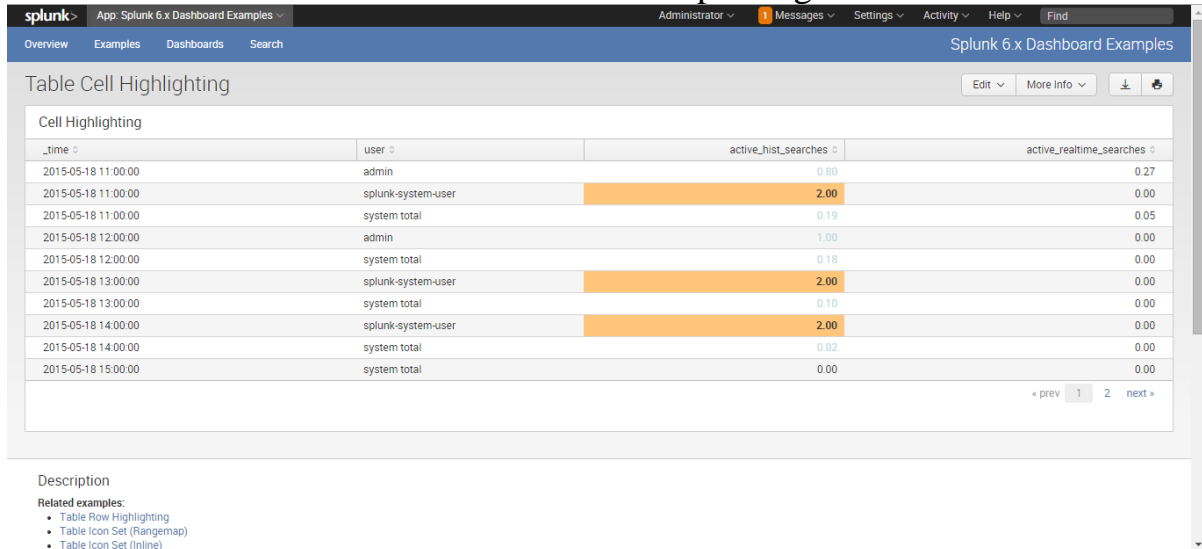 splunk> App: Splunk 6.x Dashboard Examples Administrator 1 Messages Settings Activity Help Find
Overview Examples Dashboards Search Splunk 6.x Dashboard Examples
Table Cell Highlighting Edit More Info
Cell Highlighting
_time user active_hist_searches active_realtime_searches
2015-05-18 11:00:00 admin 0.80 0.27
2015-05-18 11:00:00 splunk-system-user 2.00 0.00
2015-05-18 11:00:00 system total 0.19 0.05
2015-05-18 12:00:00 admin 1.00 0.00
2015-05-18 12:00:00 system total 0.18 0.00
2015-05-18 13:00:00 splunk-system-user 2.00 0.00
2015-05-18 13:00:00 system total 0.10 0.00
2015-05-18 14:00:00 splunk-system-user 2.00 0.00
2015-05-18 14:00:00 system total 0.02 0.00
2015-05-18 15:00:00 system total 0.00 0.00
« prev 1 2 next »
Description
Related examples:
• Table Row Highlighting
• Table Icon Set (Rangemap)
• Table Icon Set (Inline)